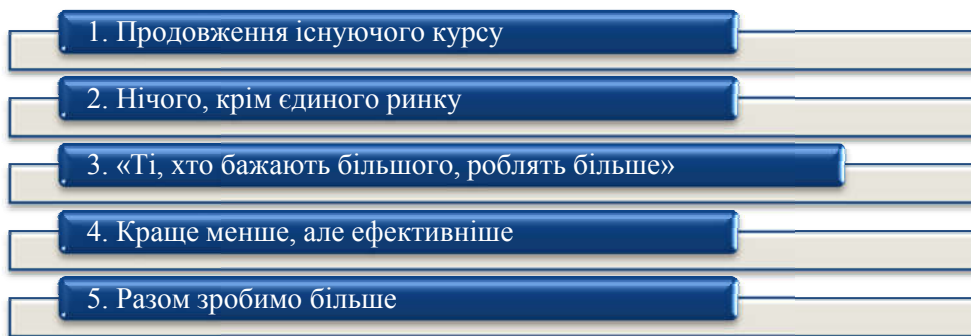 1. Продовження існуючого курсу
2. Нічого, крім єдиного ринку
3. «Ті, хто бажають більшого, роблять більше»
4. Краще менше, але ефективніше
5. Разом зробимо більше